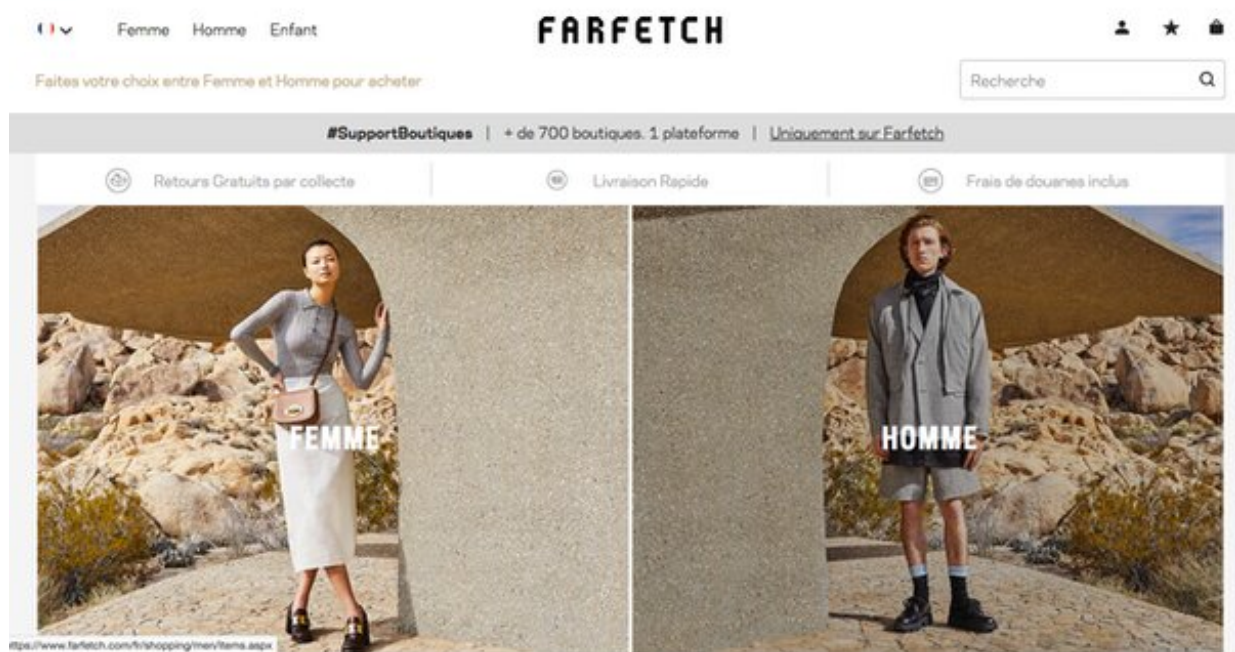 Femme Homme Enfant
FARFETCH
Faites votre choix entre Femme et Homme pour acheter
Recherche
#SupportBoutiques | + de 700 boutiques. 1 plateforme | Uniquement sur Farfetch
Retours Gratuits par collecte
Livraison Rapide
Frais de douanes inclus
FEMME
HOMME
ttps://www.farfetch.com/fr/shopping/men/items.aspx